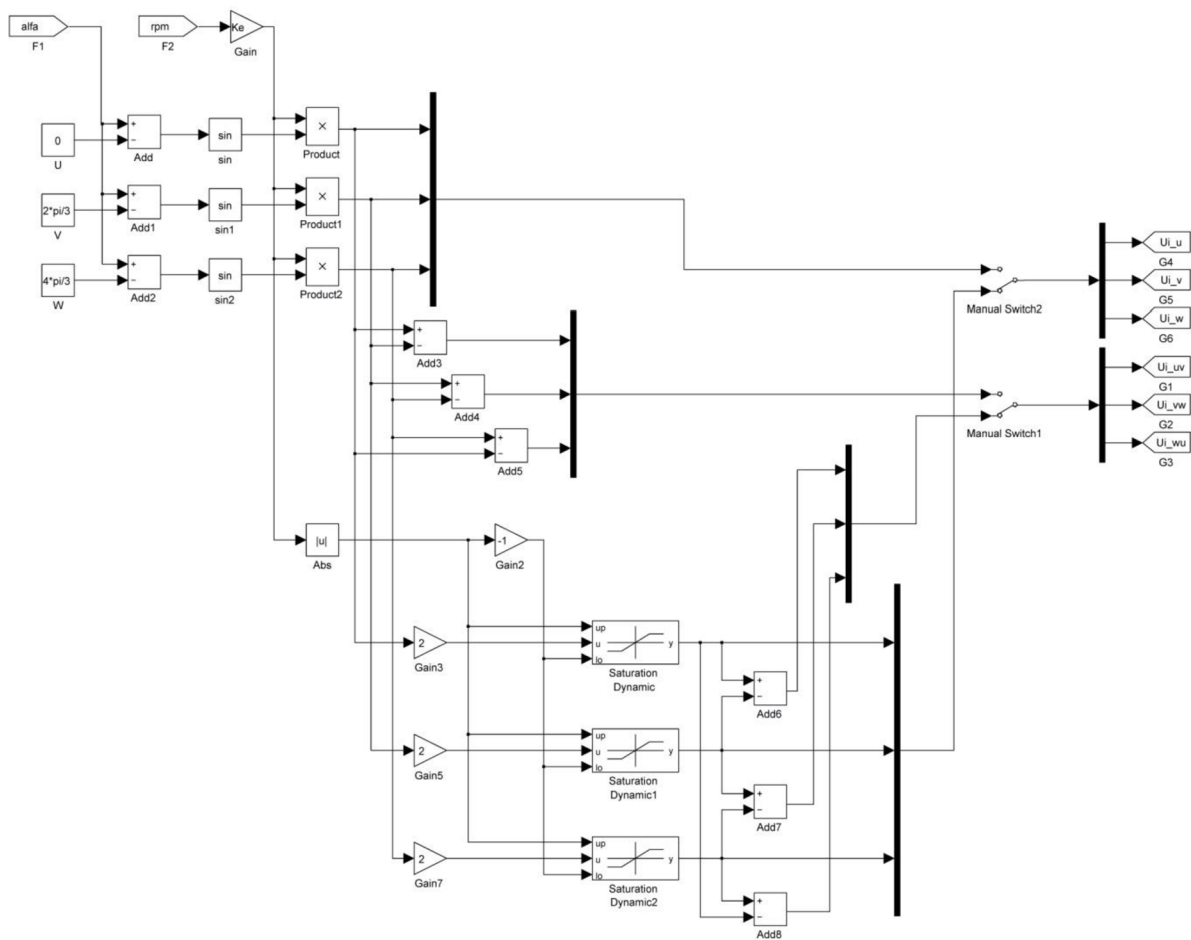 alfa
F1
rpm
F2
Ke
Gain
0
U
+
−
Add
sin
sin
×
Product
2*pi/3
V
+
−
Add1
sin
sin1
×
Product1
4*pi/3
W
+
−
Add2
sin
sin2
×
Product2
+
−
Add3
+
−
Add4
+
−
Add5
Manual Switch2
Ui_u
G4
Ui_v
G5
Ui_w
G6
Manual Switch1
Ui_uv
G1
Ui_vw
G2
Ui_wu
G3
|u|
Abs
-1
Gain2
2
Gain3
up
u
lo
y
Saturation
Dynamic
+
−
Add6
2
Gain5
up
u
lo
y
Saturation
Dynamic1
+
−
Add7
2
Gain7
up
u
lo
y
Saturation
Dynamic2
+
−
Add8